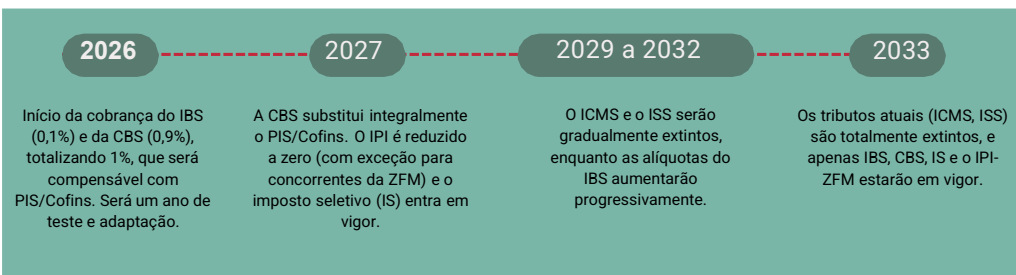 2026
Início da cobrança do IBS
(0,1%) e da CBS (0,9%),
totalizando 1%, que será
compensável com
PIS/Cofins. Será um ano de
teste e adaptação.
2027
A CBS substitui integralmente
o PIS/Cofins. O IPI é reduzido
a zero (com exceção para
concorrentes da ZFM) e o
imposto seletivo (IS) entra em
vigor.
2029 a 2032
O ICMS e o ISS serão
gradualmente extintos,
enquanto as alíquotas do
IBS aumentarão
progressivamente.
2033
Os tributos atuais (ICMS, ISS)
são totalmente extintos, e
apenas IBS, CBS, IS e o IPI-
ZFM estarão em vigor.